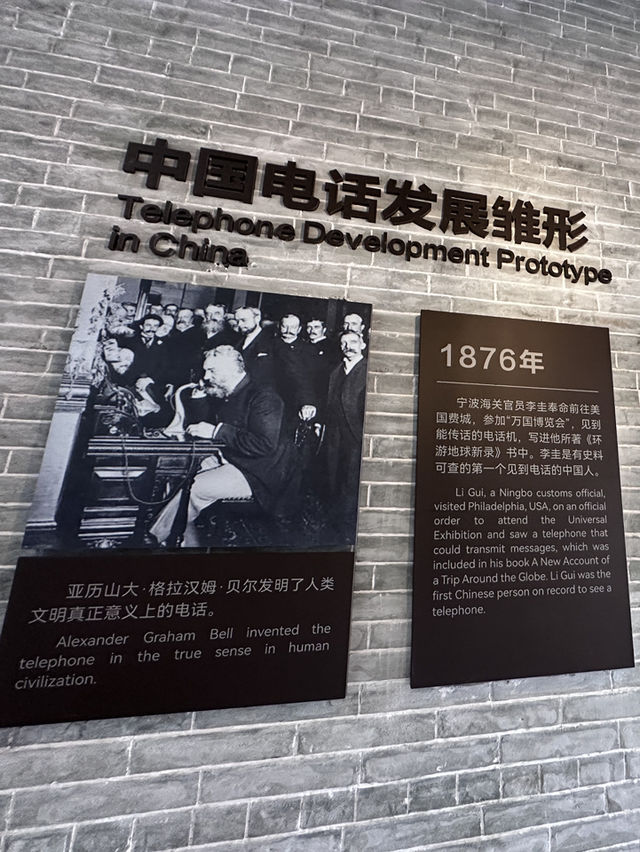 中国电话发展雏形
Telephone Development Prototype
in China
亚历山大·格拉汉姆·贝尔发明了人类
文明真正意义上的电话。
Alexander Graham Bell invented the
telephone in the true sense in human
civilization.
1876年
宁波海关官员李圭奉命前往美
国费城，参加“万国博览会”，见到
能传话的电话机，写进他所著《环
游地球新录》书中。李圭是有史料
可查的第一个见到电话的中国人。
Li Gui, a Ningbo customs official,
visited Philadelphia, USA, on an official
order to attend the Universal
Exhibition and saw a telephone that
could transmit messages, which was
included in his book A New Account of
a Trip Around the Globe. Li Gui was the
first Chinese person on record to see a
telephone.